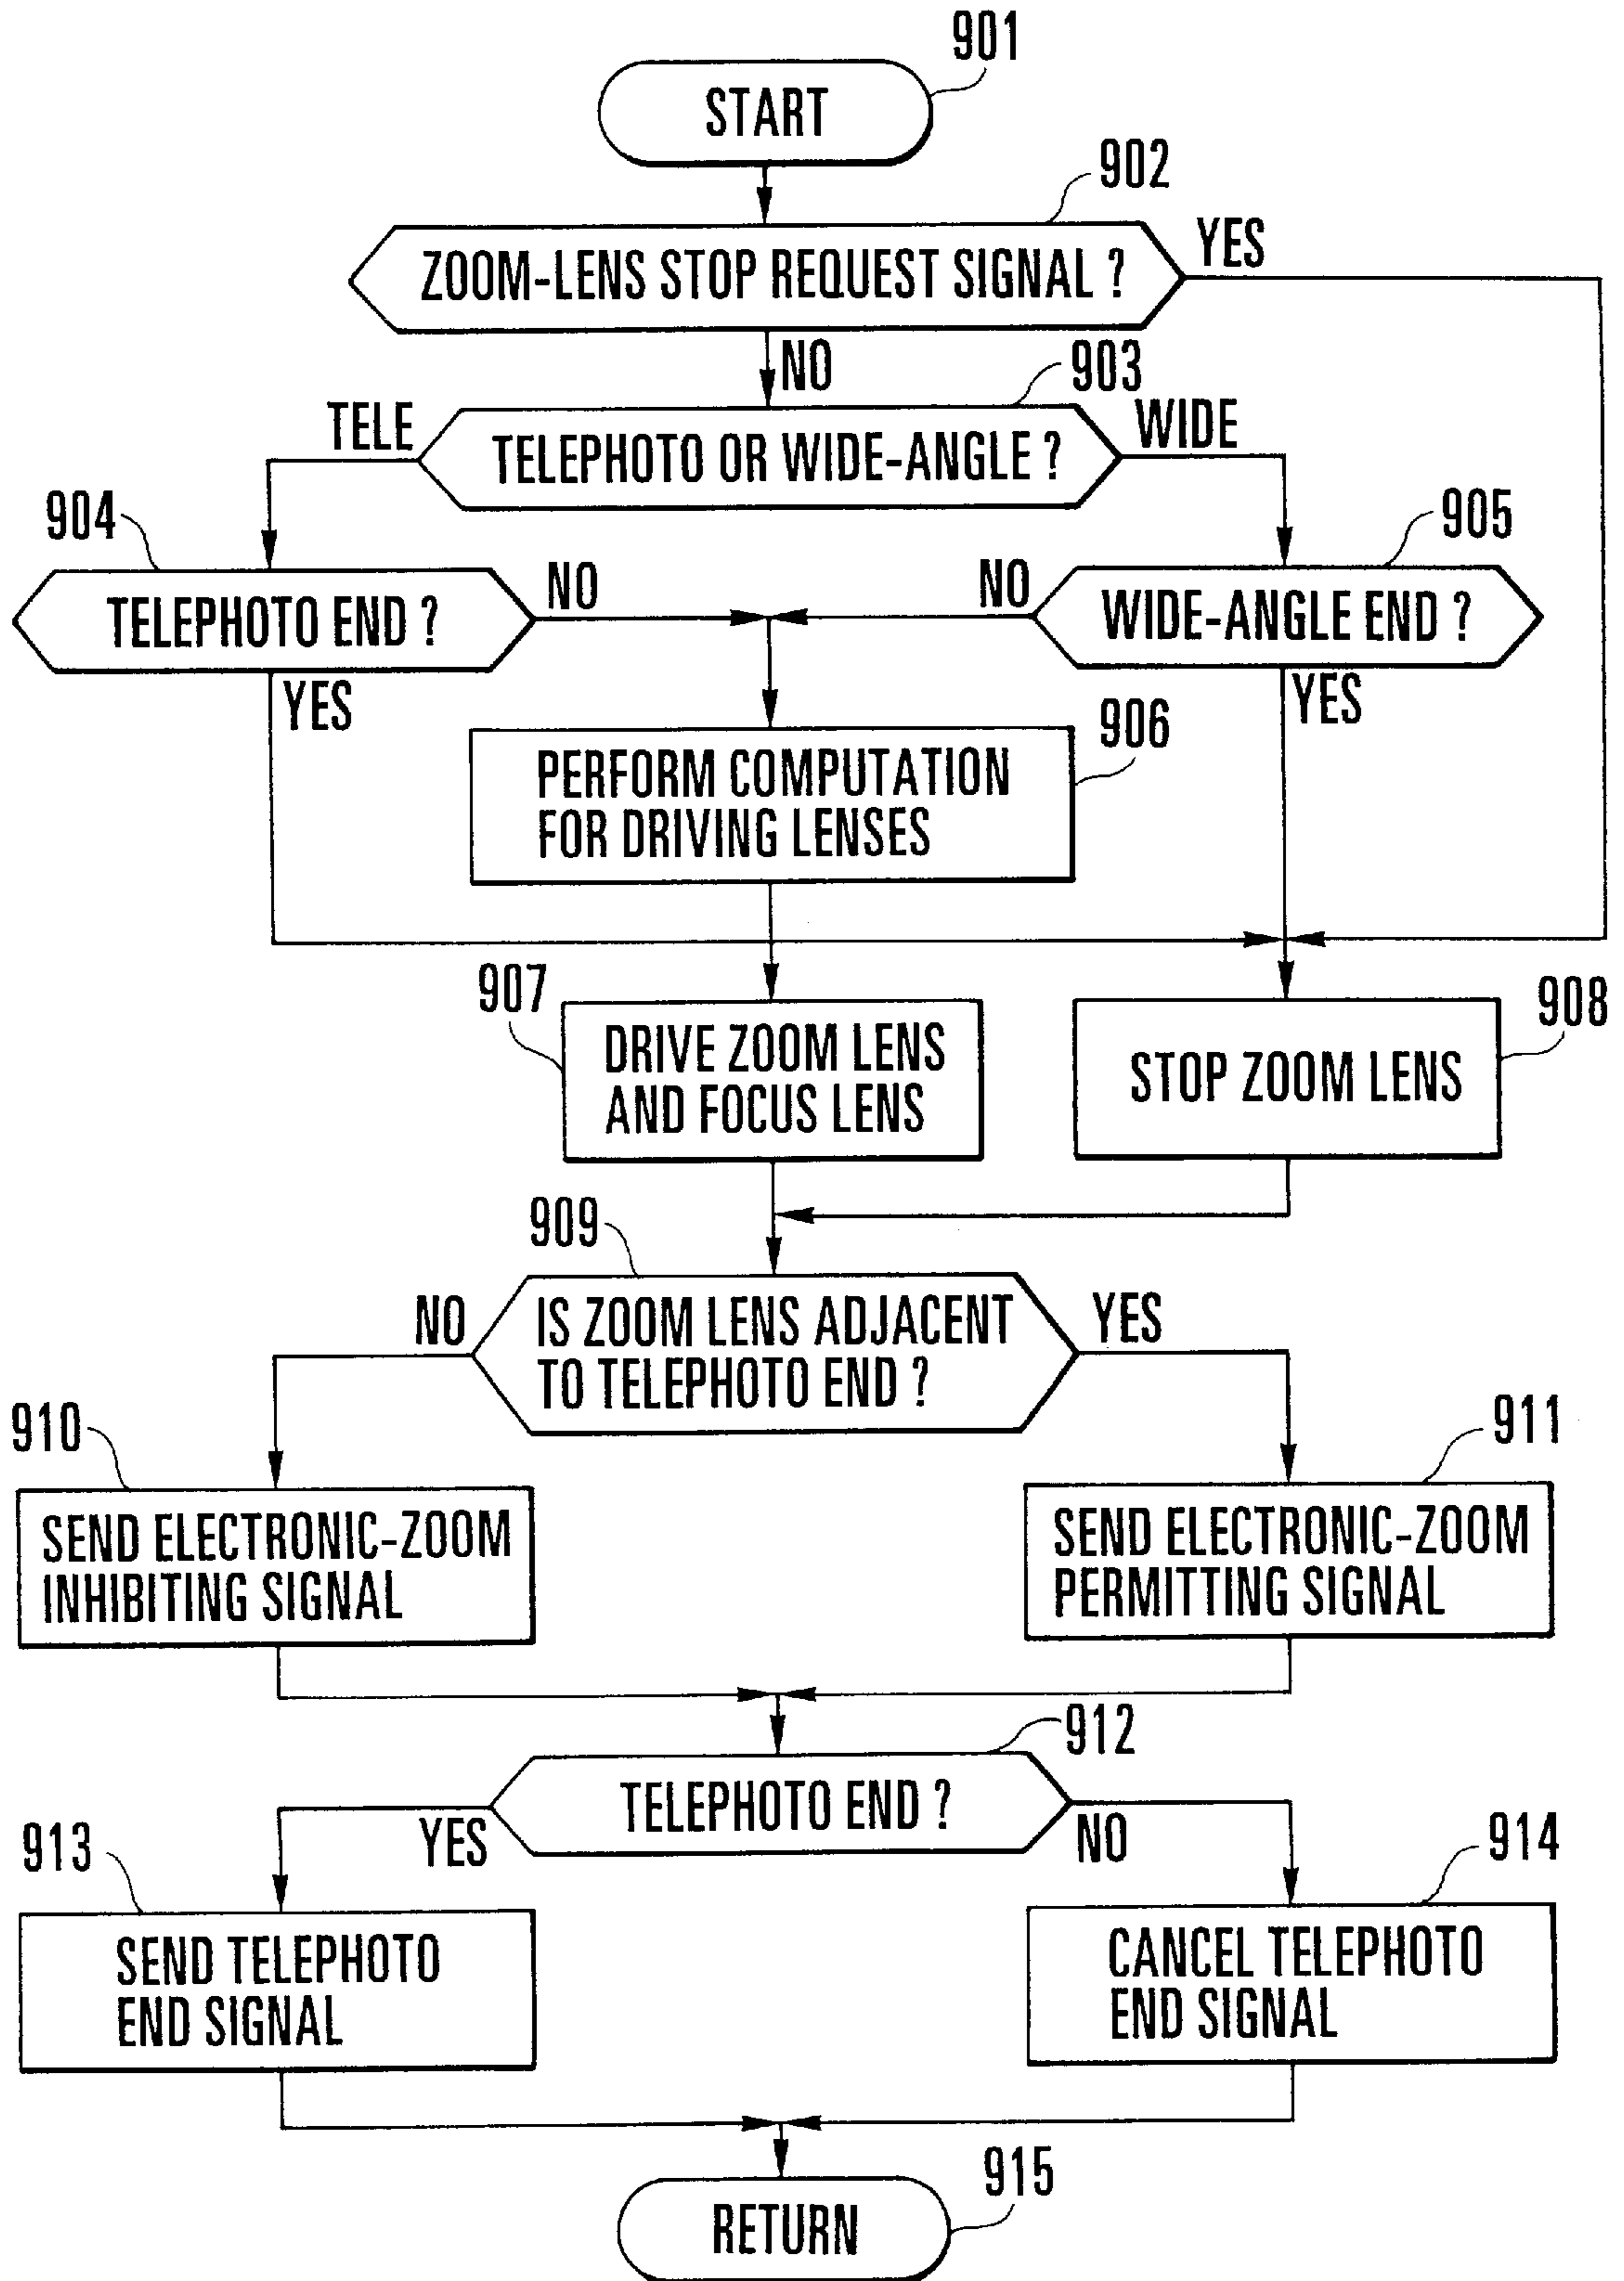 901
START
902
ZOOM-LENS STOP REQUEST SIGNAL ?
YES
NO
903
TELE
TELEPHOTO OR WIDE-ANGLE ?
WIDE
904
905
TELEPHOTO END ?
NO
NO
WIDE-ANGLE END ?
YES
YES
906
PERFORM COMPUTATION
FOR DRIVING LENSES
907
908
DRIVE ZOOM LENS
AND FOCUS LENS
STOP ZOOM LENS
909
NO
IS ZOOM LENS ADJACENT
TO TELEPHOTO END ?
YES
910
911
SEND ELECTRONIC-ZOOM
INHIBITING SIGNAL
SEND ELECTRONIC-ZOOM
PERMITTING SIGNAL
912
TELEPHOTO END ?
YES
NO
913
914
SEND TELEPHOTO
END SIGNAL
CANCEL TELEPHOTO
END SIGNAL
915
RETURN